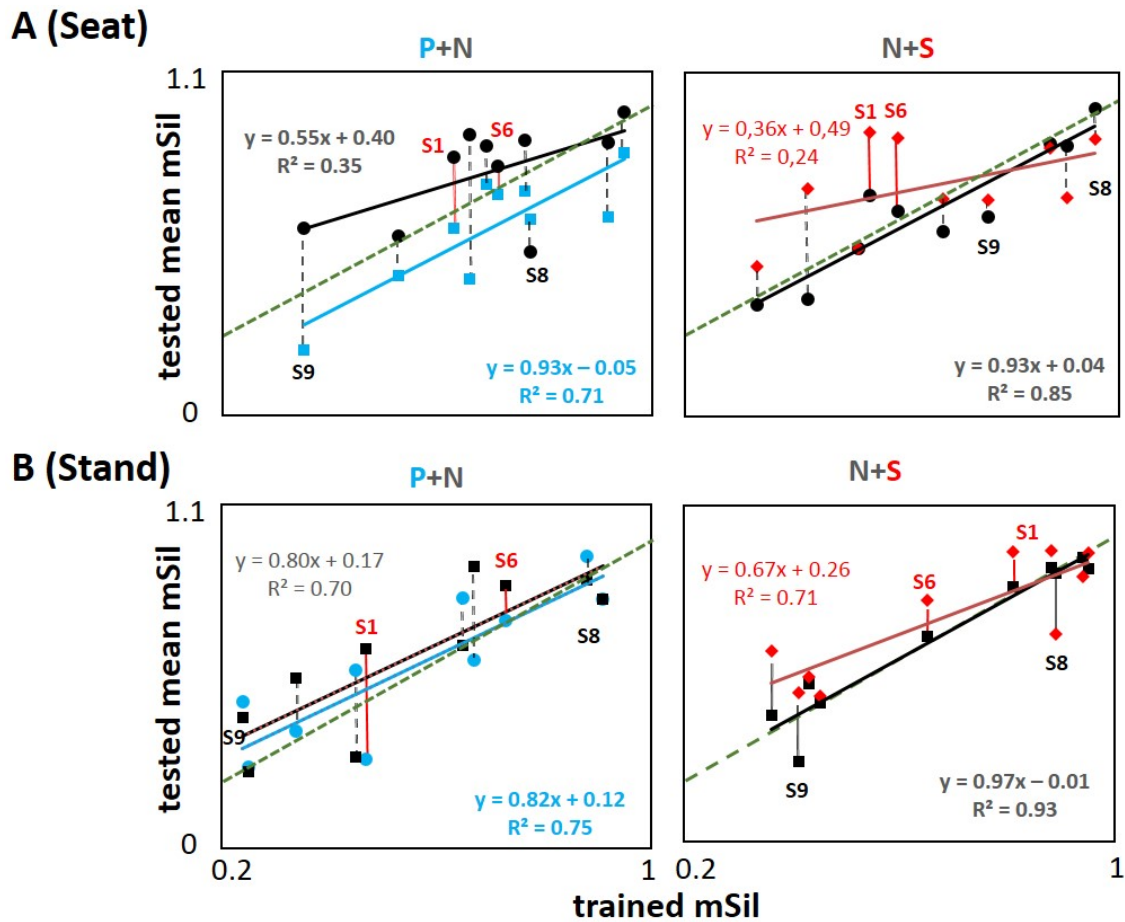 A (Seat)
P+N
N+S
1.1
tested mean mSil
0
y = 0.55x + 0.40
R² = 0.35
S1
S6
S8
S9
y = 0.93x – 0.05
R² = 0.71
y = 0,36x + 0,49
R² = 0,24
S1
S6
S8
S9
y = 0.93x + 0.04
R² = 0.85
B (Stand)
P+N
N+S
1.1
tested mean mSil
0
y = 0.80x + 0.17
R² = 0.70
S6
S1
S8
S9
y = 0.82x + 0.12
R² = 0.75
y = 0.67x + 0.26
R² = 0.71
S1
S6
S8
S9
y = 0.97x – 0.01
R² = 0.93
0.2
1
0.2
1
trained mSil